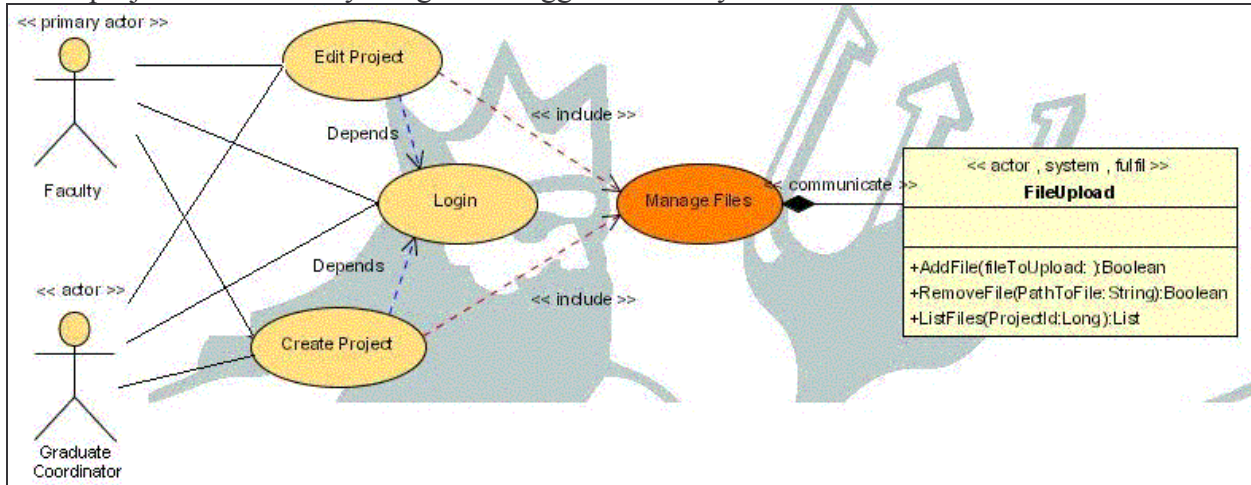 << primary actor >>
Faculty
<< actor >>
Graduate
Coordinator
Edit Project
Depends
Login
Depends
Create Project
<< include >>
<< include >>
Manage Files
<< communicate >>
<< actor , system , fulfil >>
FileUpload
+AddFile(fileToUpload: ):Boolean
+RemoveFile(PathToFile:String):Boolean
+ListFiles(ProjectId:Long):List